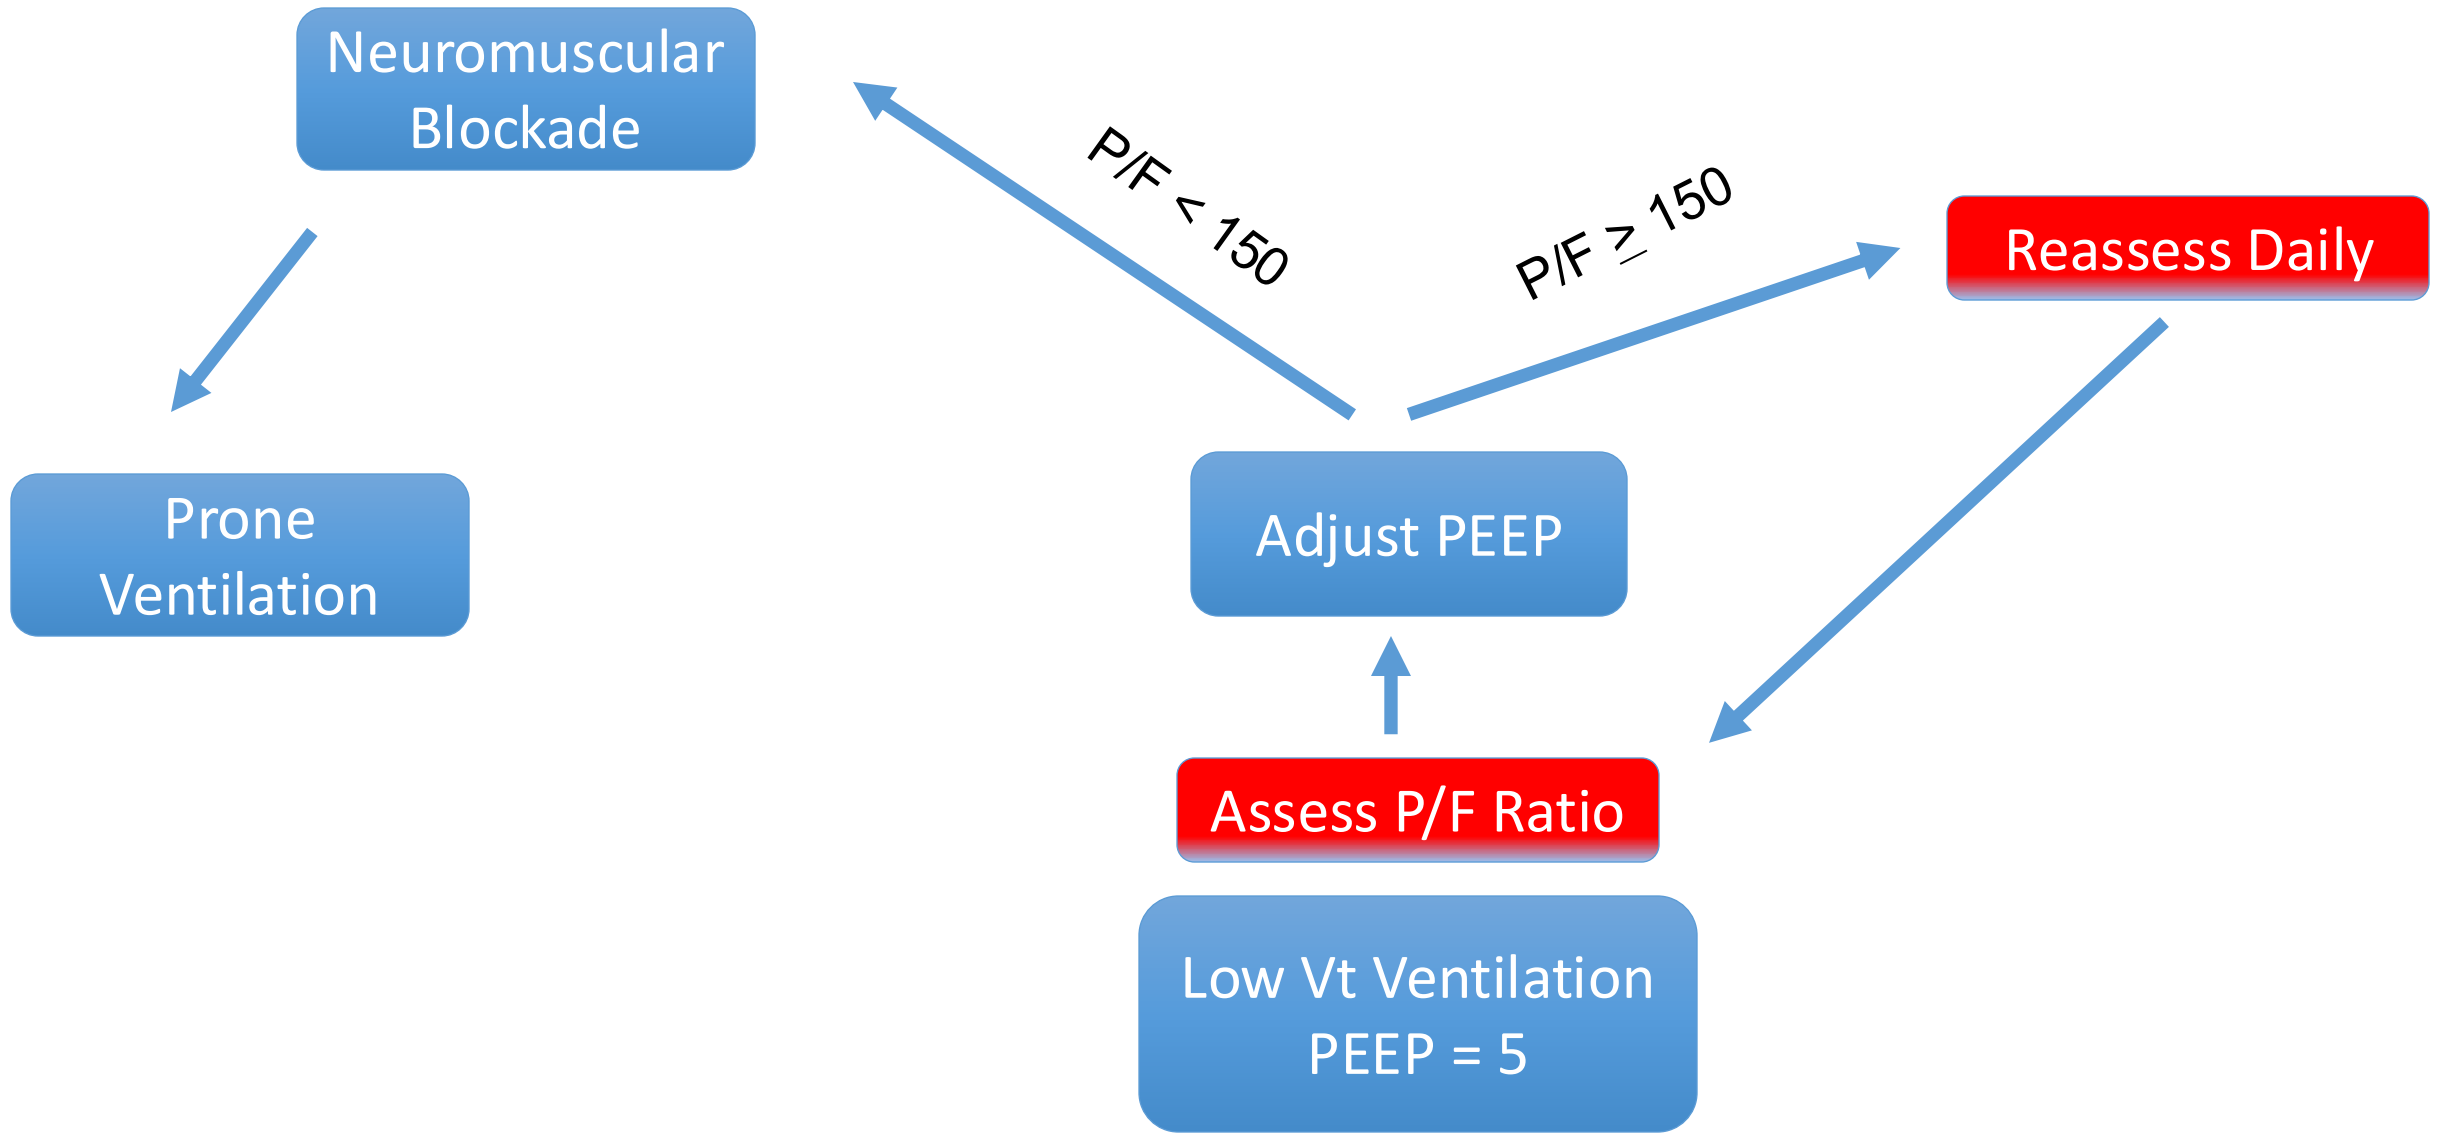 Neuromuscular
Blockade
P/F < 150
P/F ≥ 150
Reassess Daily
Prone
Ventilation
Adjust PEEP
Assess P/F Ratio
Low Vt Ventilation
PEEP = 5